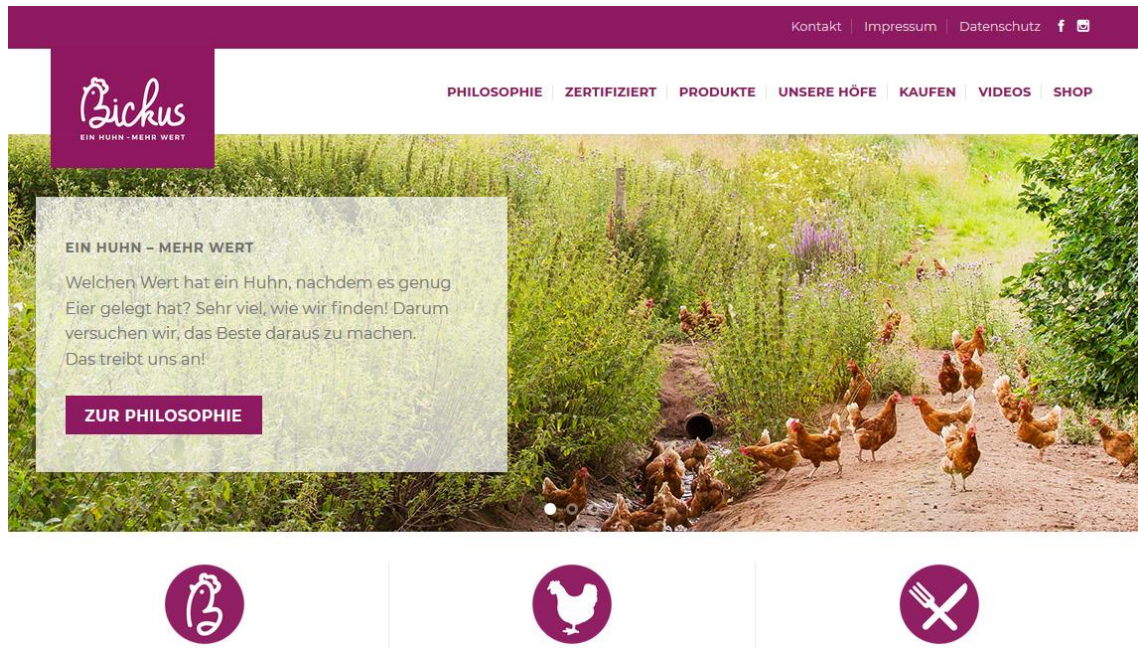 Kontakt
Impressum
Datenschutz
Bickus
EIN HUHN - MEHR WERT
PHILOSOPHIE
ZERTIFIZIERT
PRODUKTE
UNSERE HÖFE
KAUFEN
VIDEOS
SHOP
EIN HUHN – MEHR WERT
Welchen Wert hat ein Huhn, nachdem es genug
Eier gelegt hat? Sehr viel, wie wir finden! Darum
versuchen wir, das Beste daraus zu machen.
Das treibt uns an!
ZUR PHILOSOPHIE